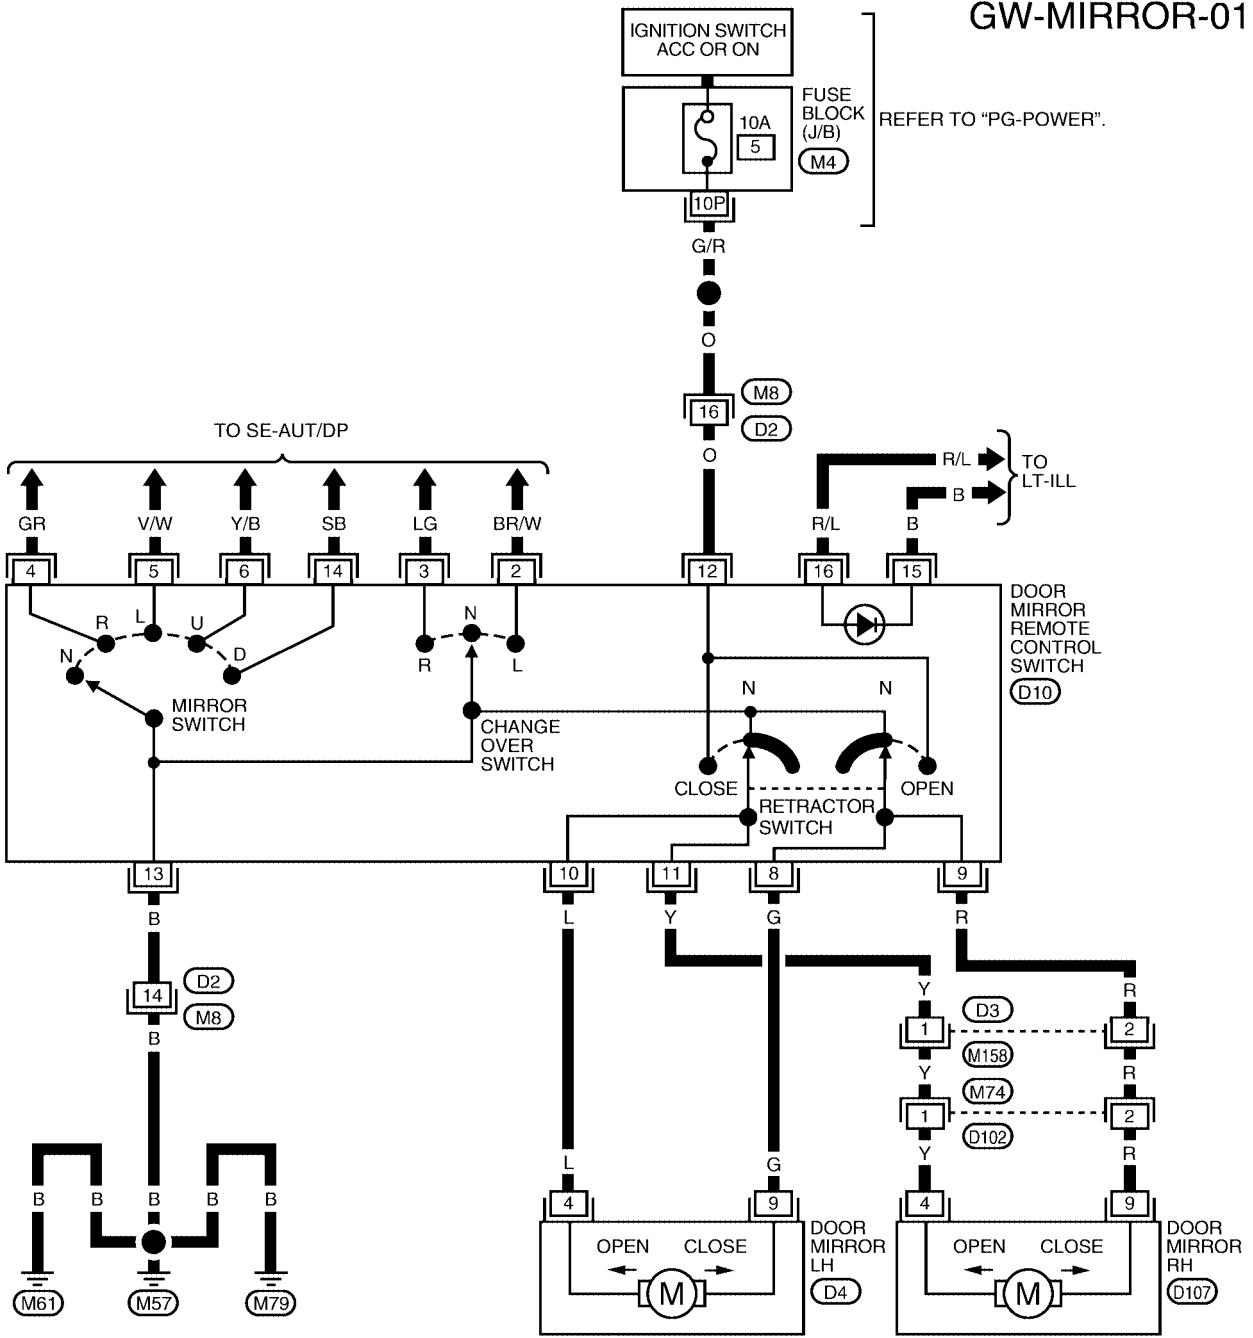 GW-MIRROR-01
IGNITION SWITCH
ACC OR ON
FUSE
BLOCK
(J/B)
M4
10A
5
REFER TO “PG-POWER”.
10P
G/R
O
M8
16
D2
O
TO SE-AUT/DP
GR
V/W
Y/B
SB
LG
BR/W
R/L
B
TO
LT-ILL
R/L
B
4
5
6
14
3
2
12
16
15
DOOR
MIRROR
REMOTE
CONTROL
SWITCH
D10
N
R
L
U
D
MIRROR
SWITCH
R
N
L
CHANGE
OVER
SWITCH
N
N
CLOSE
OPEN
RETRACTOR
SWITCH
13
10
11
8
9
B
L
Y
G
R
14
D2
M8
B
Y
R
1
D3
2
M158
Y
R
M74
1
2
D102
Y
R
L
G
B
B
B
B
B
M61
M57
M79
4
9
OPEN
CLOSE
M
DOOR
MIRROR
LH
D4
4
9
OPEN
CLOSE
M
DOOR
MIRROR
RH
D107